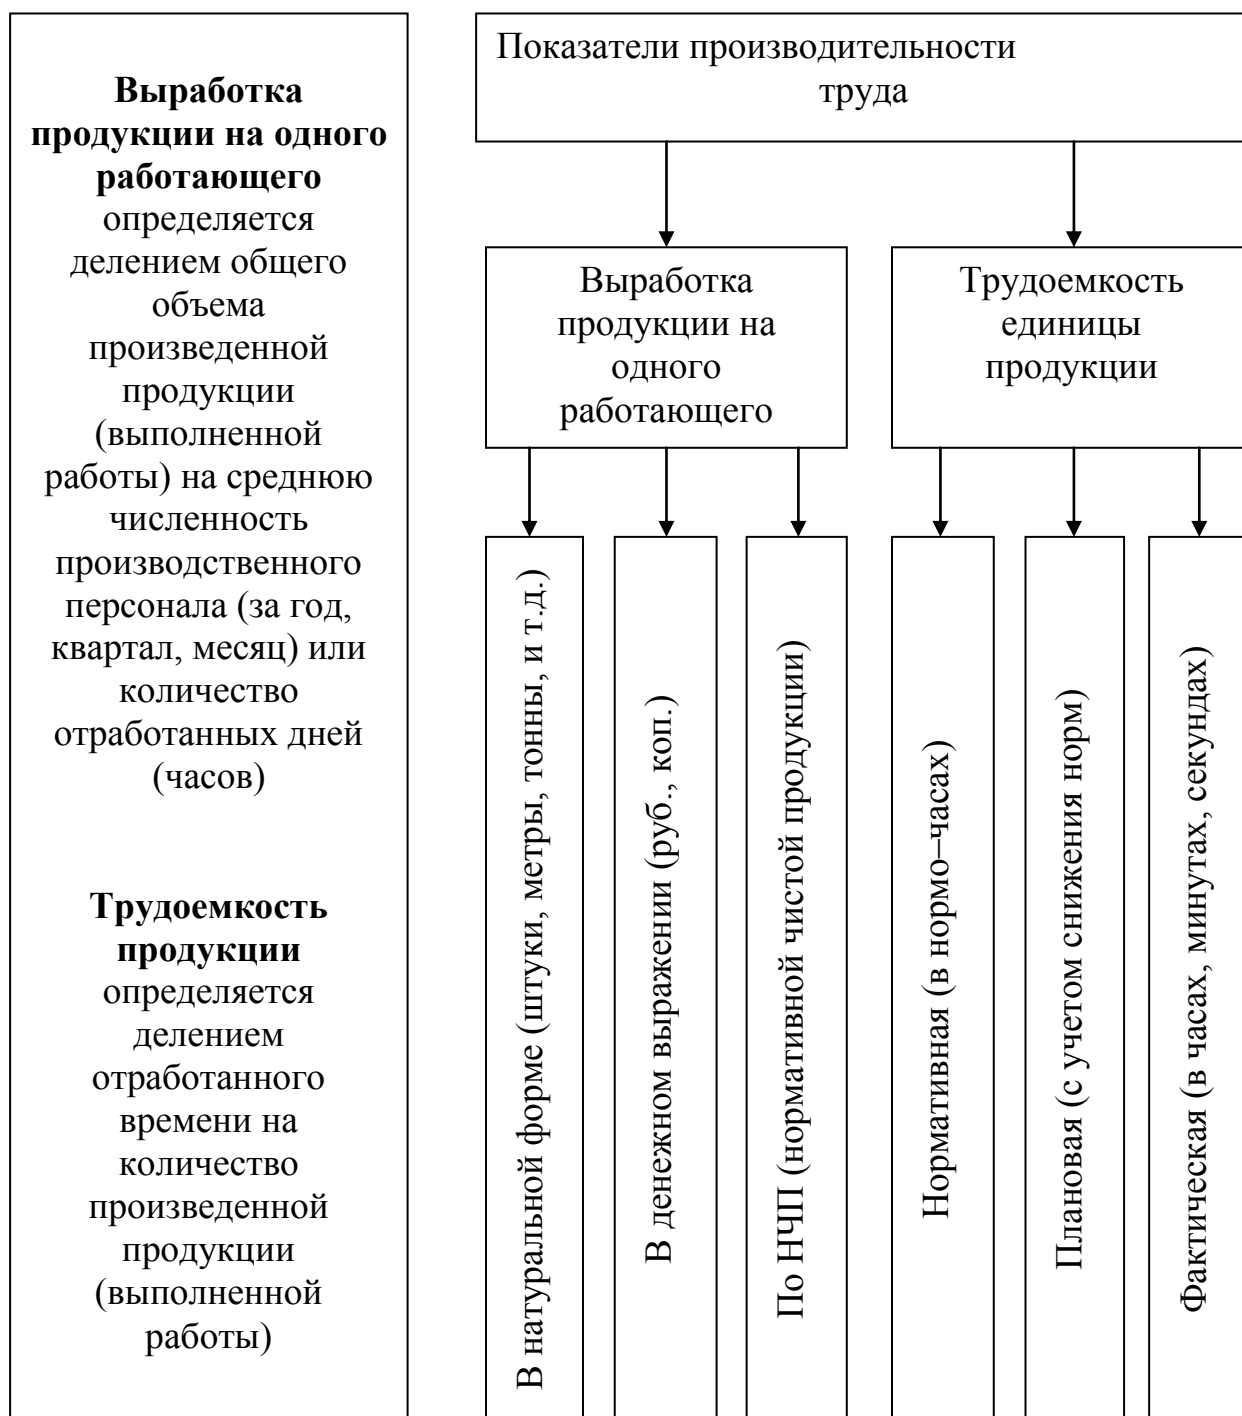 Выработка
продукции на одного
работающего
определяется
делением общего
объема
произведенной
продукции
(выполненной
работы) на среднюю
численность
производственного
персонала (за год,
квартал, месяц) или
количество
отработанных дней
(часов)
Трудоемкость
продукции
определяется
делением
отработанного
времени на
количество
произведенной
продукции
(выполненной
работы)
Показатели производительности
труда
Выработка
продукции на
одного
работающего
Трудоемкость
единицы
продукции
В натуральной форме (штуки, метры, тонны, и т.д.)
В денежном выражении (руб., коп.)
По НЧП (нормативной чистой продукции)
Нормативная (в нормо–часах)
Плановая (с учетом снижения норм)
Фактическая (в часах, минутах, секундах)